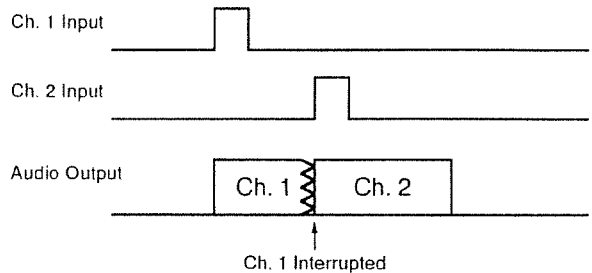 Ch. 1 Input
Ch. 2 Input
Audio Output
Ch. 1
Ch. 2
Ch. 1 Interrupted